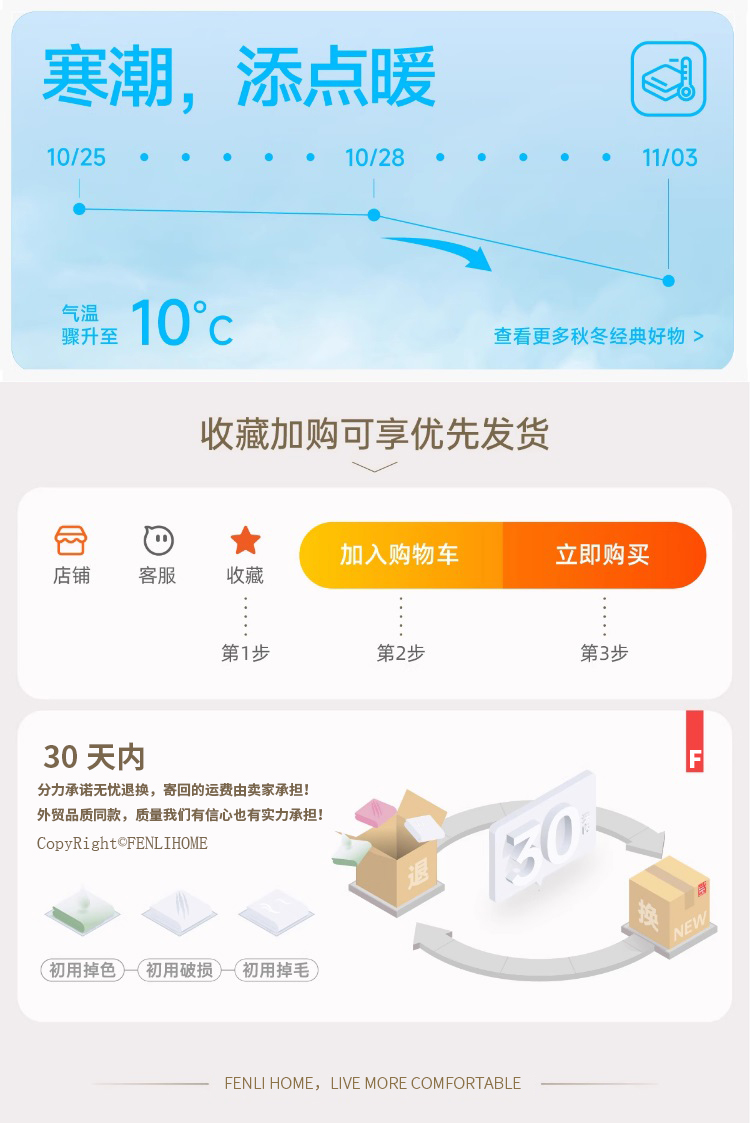 寒潮，添点暖
10/25 10/28 11/03
气温
骤升至 10°C
查看更多秋冬经典好物 >
收藏加购可享优先发货
店铺 客服 收藏 加入购物车 立即购买
第1步 第2步 第3步
F
30 天内
分力承诺无忧退换，寄回的运费由卖家承担！
外贸品质同款，质量我们有信心也有实力承担！
CopyRight©FENLIHOME
30
退
换
NEW
初用掉色 初用破损 初用掉毛
FENLI HOME，LIVE MORE COMFORTABLE